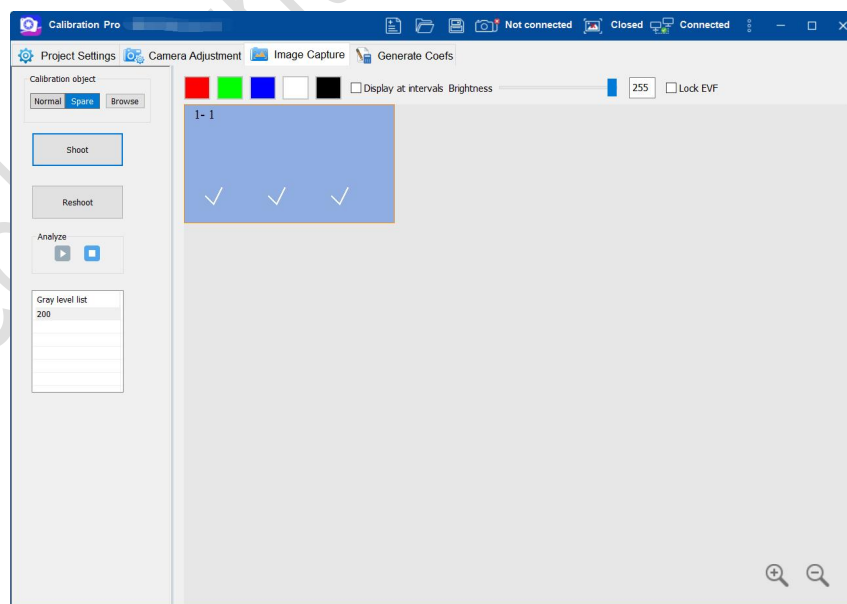 Calibration Pro
Not connected
Closed
Connected
Project Settings
Camera Adjustment
Image Capture
Generate Coefs
Calibration object
Normal
Spare
Browse
Display at intervals
Brightness
255
Lock EVF
1- 1
Shoot
Reshoot
Analyze
Gray level list
200